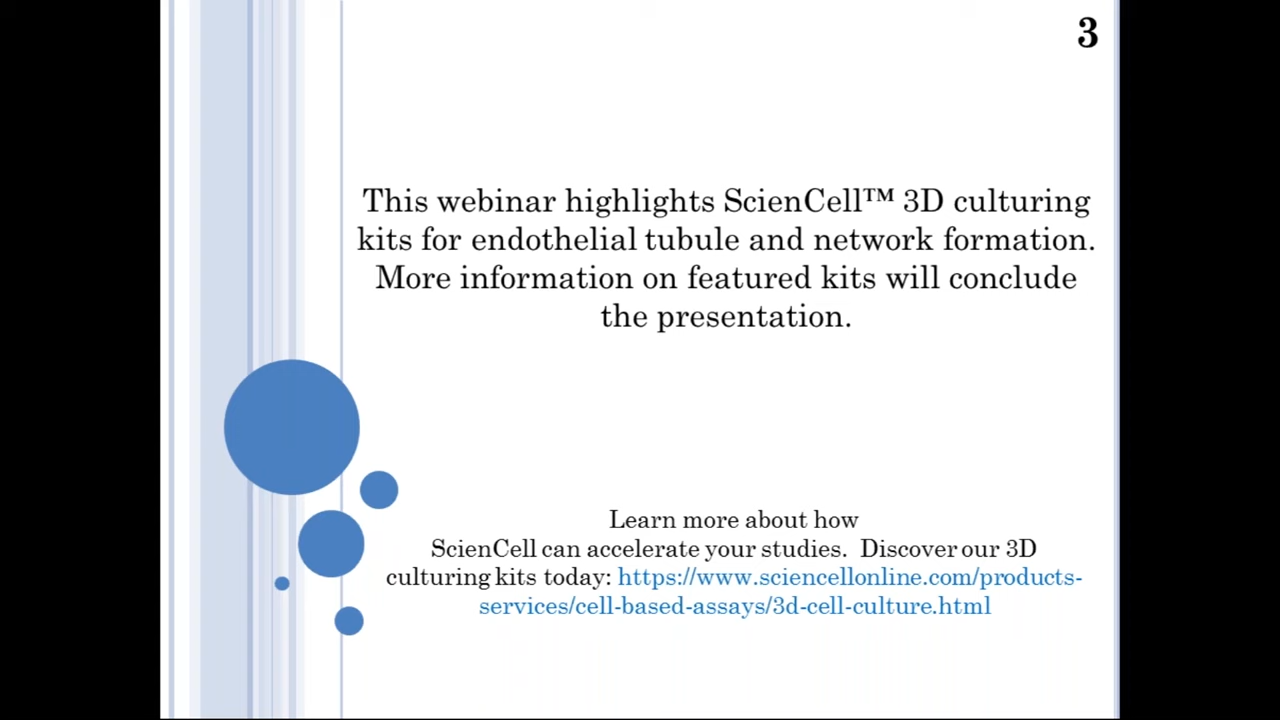 3
This webinar highlights ScienCell™ 3D culturing
kits for endothelial tubule and network formation.
More information on featured kits will conclude
the presentation.
Learn more about how
ScienCell can accelerate your studies.  Discover our 3D
culturing kits today: https://www.sciencellonline.com/products-
services/cell-based-assays/3d-cell-culture.html